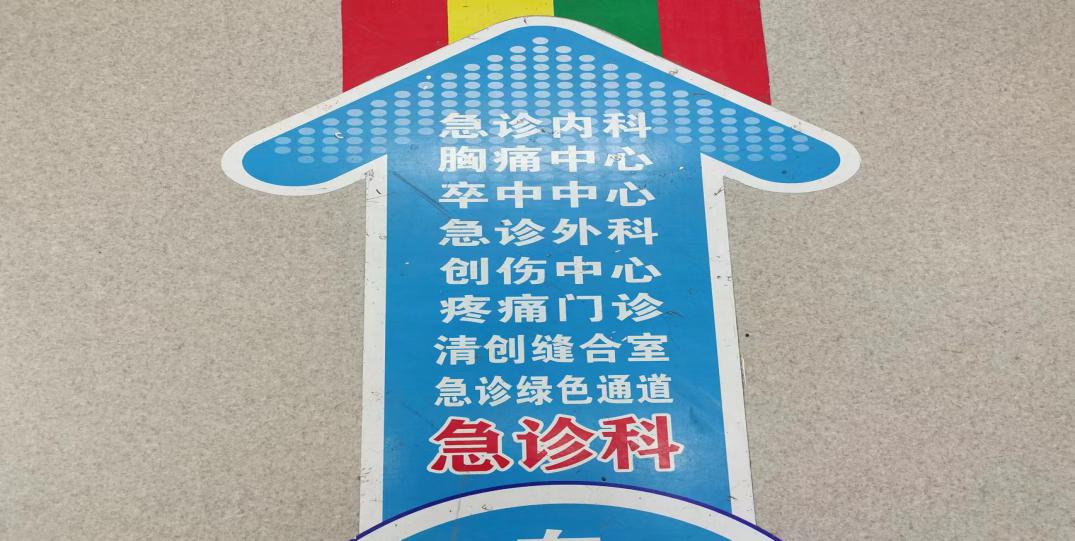 急诊内科
胸痛中心
卒中中心
急诊外科
创伤中心
疼痛门诊
清创缝合室
急诊绿色通道
急诊科